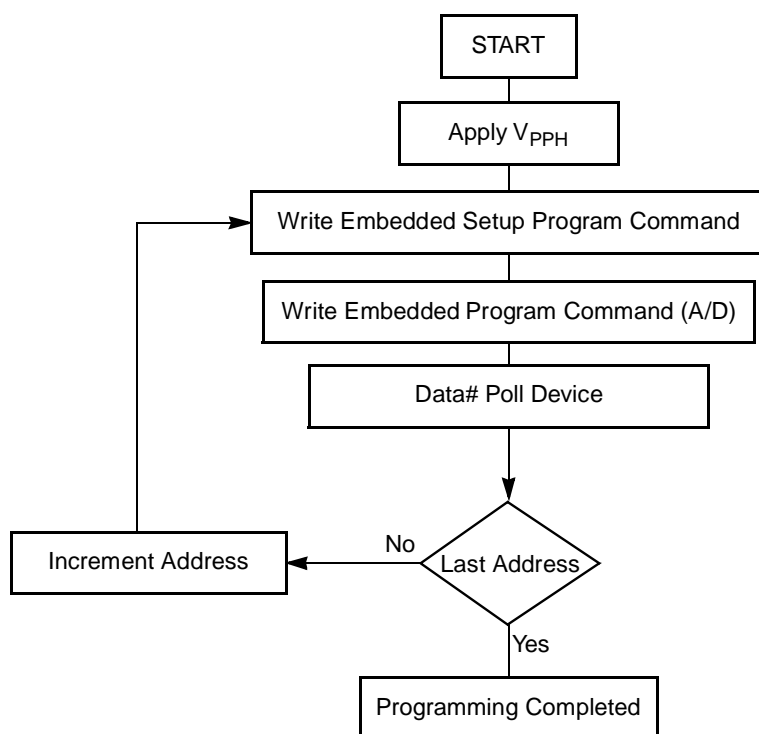 START
Apply VPPH
Write Embedded Setup Program Command
Write Embedded Program Command (A/D)
Data# Poll Device
Last Address
No
Increment Address
Yes
Programming Completed